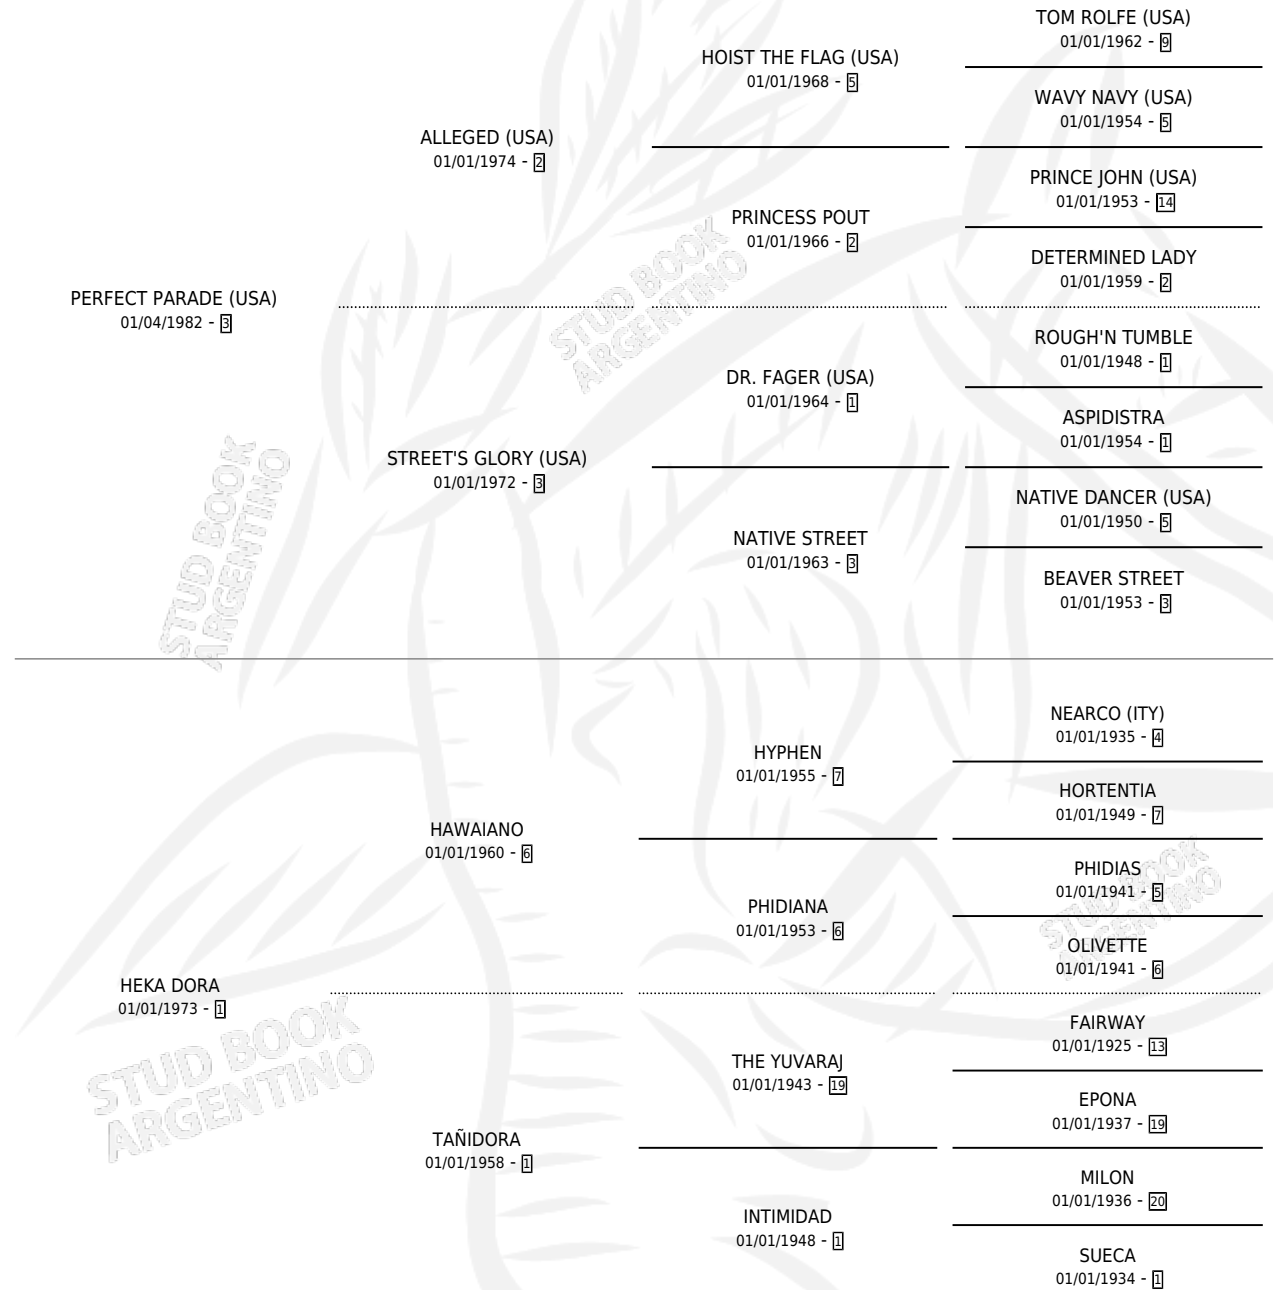 TOM ROLFE (USA)
01/01/1962 - 9
HOIST THE FLAG (USA)
01/01/1968 - 5
WAVY NAVY (USA)
01/01/1954 - 5
ALLEGED (USA)
01/01/1974 - 2
PRINCE JOHN (USA)
01/01/1953 - 14
PRINCESS POUT
01/01/1966 - 2
DETERMINED LADY
01/01/1959 - 2
PERFECT PARADE (USA)
01/04/1982 - 3
ROUGH'N TUMBLE
01/01/1948 - 1
DR. FAGER (USA)
01/01/1964 - 1
ASPIDISTRA
01/01/1954 - 1
STREET'S GLORY (USA)
01/01/1972 - 3
NATIVE DANCER (USA)
01/01/1950 - 5
NATIVE STREET
01/01/1963 - 3
BEAVER STREET
01/01/1953 - 3
NEARCO (ITY)
01/01/1935 - 4
HYPHEN
01/01/1955 - 7
HORTENTIA
01/01/1949 - 7
HAWAIANO
01/01/1960 - 6
PHIDIAS
01/01/1941 - 5
PHIDIANA
01/01/1953 - 6
OLIVETTE
01/01/1941 - 6
HEKA DORA
01/01/1973 - 1
FAIRWAY
01/01/1925 - 13
THE YUVARAJ
01/01/1943 - 19
EPONA
01/01/1937 - 19
TAÑIDORA
01/01/1958 - 1
MILON
01/01/1936 - 20
INTIMIDAD
01/01/1948 - 1
SUECA
01/01/1934 - 1
STUD BOOK
ARGENTINO
STUD BOOK
ARGENTINO
STUD BOOK
ARGENTINO
STUD BOOK
ARGENTINO